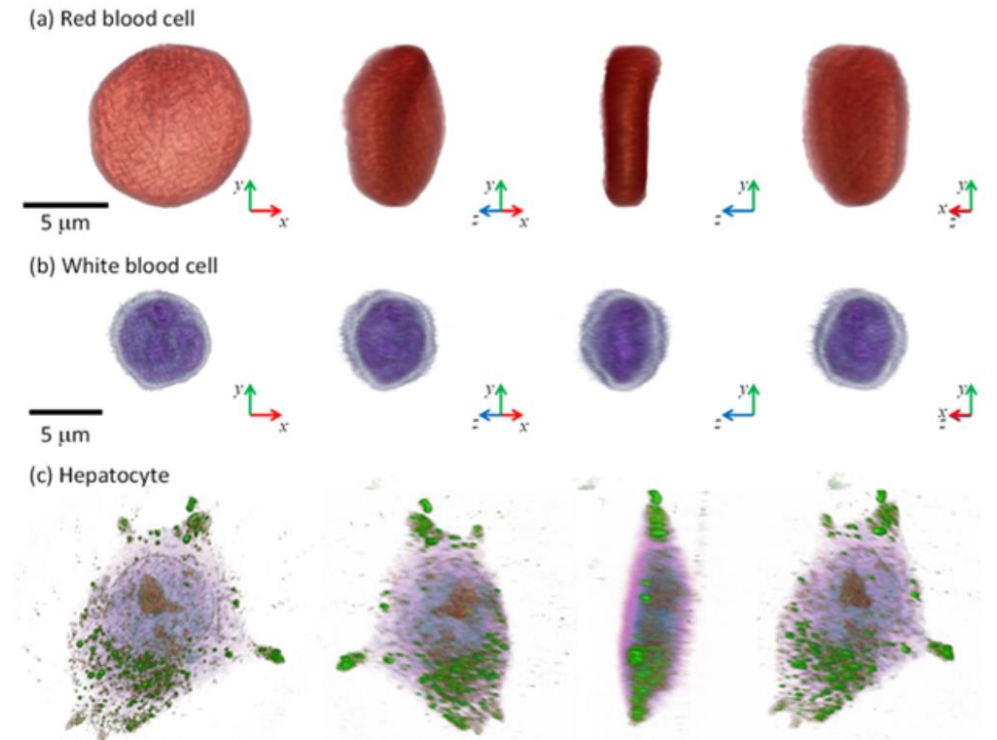 (a) Red blood cell
y x
y z x
y z
y x z
5 μm
(b) White blood cell
y x
y z x
y z
y x z
5 μm
(c) Hepatocyte